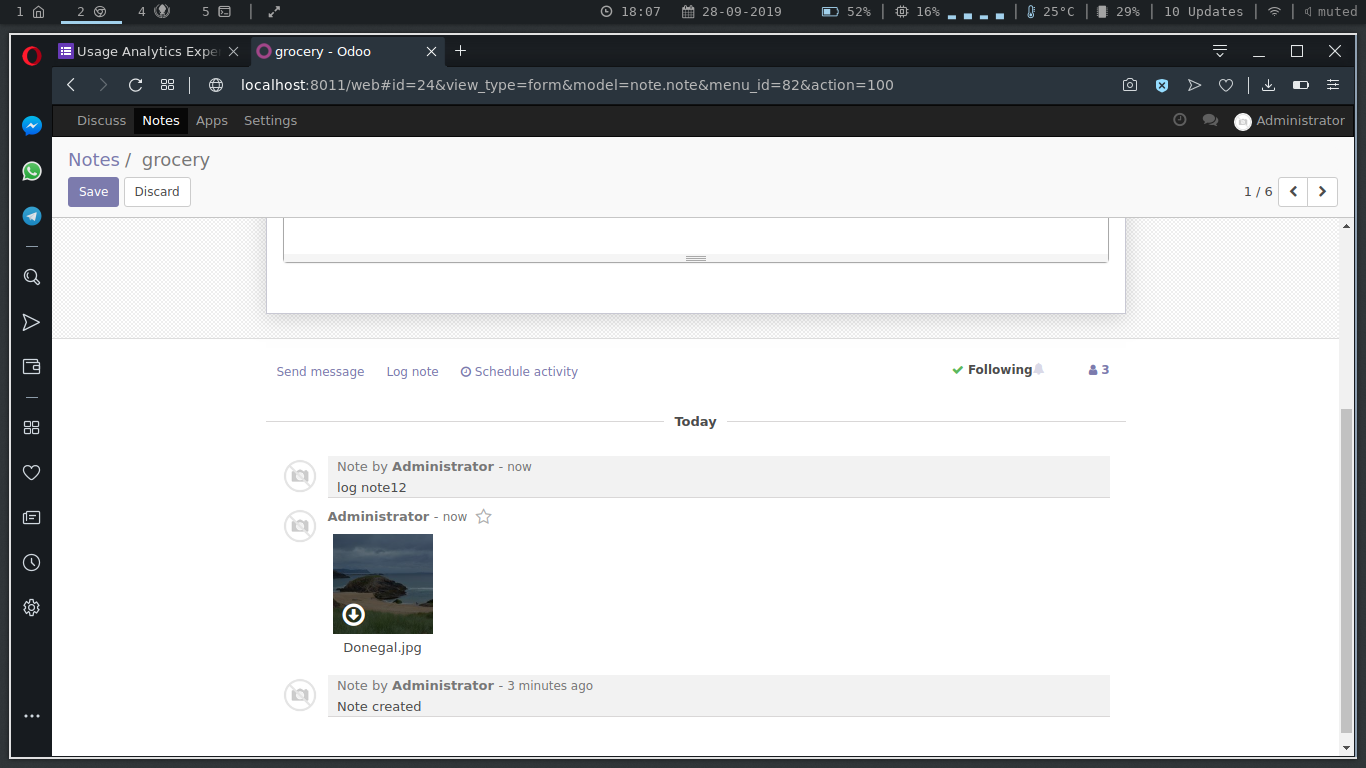 1 2 4 5 18:07 28-09-2019 52% 16% 25°C 29% 10 Updates muted
Usage Analytics Expe grocery - Odoo
localhost:8011/web#id=24&view_type=form&model=note.note&menu_id=82&action=100
Discuss Notes Apps Settings Administrator
Notes / grocery
Save Discard 1 / 6
Send message Log note Schedule activity Following 3
Today
Note by Administrator - now
log note12
Administrator - now
Donegal.jpg
Note by Administrator - 3 minutes ago
Note created